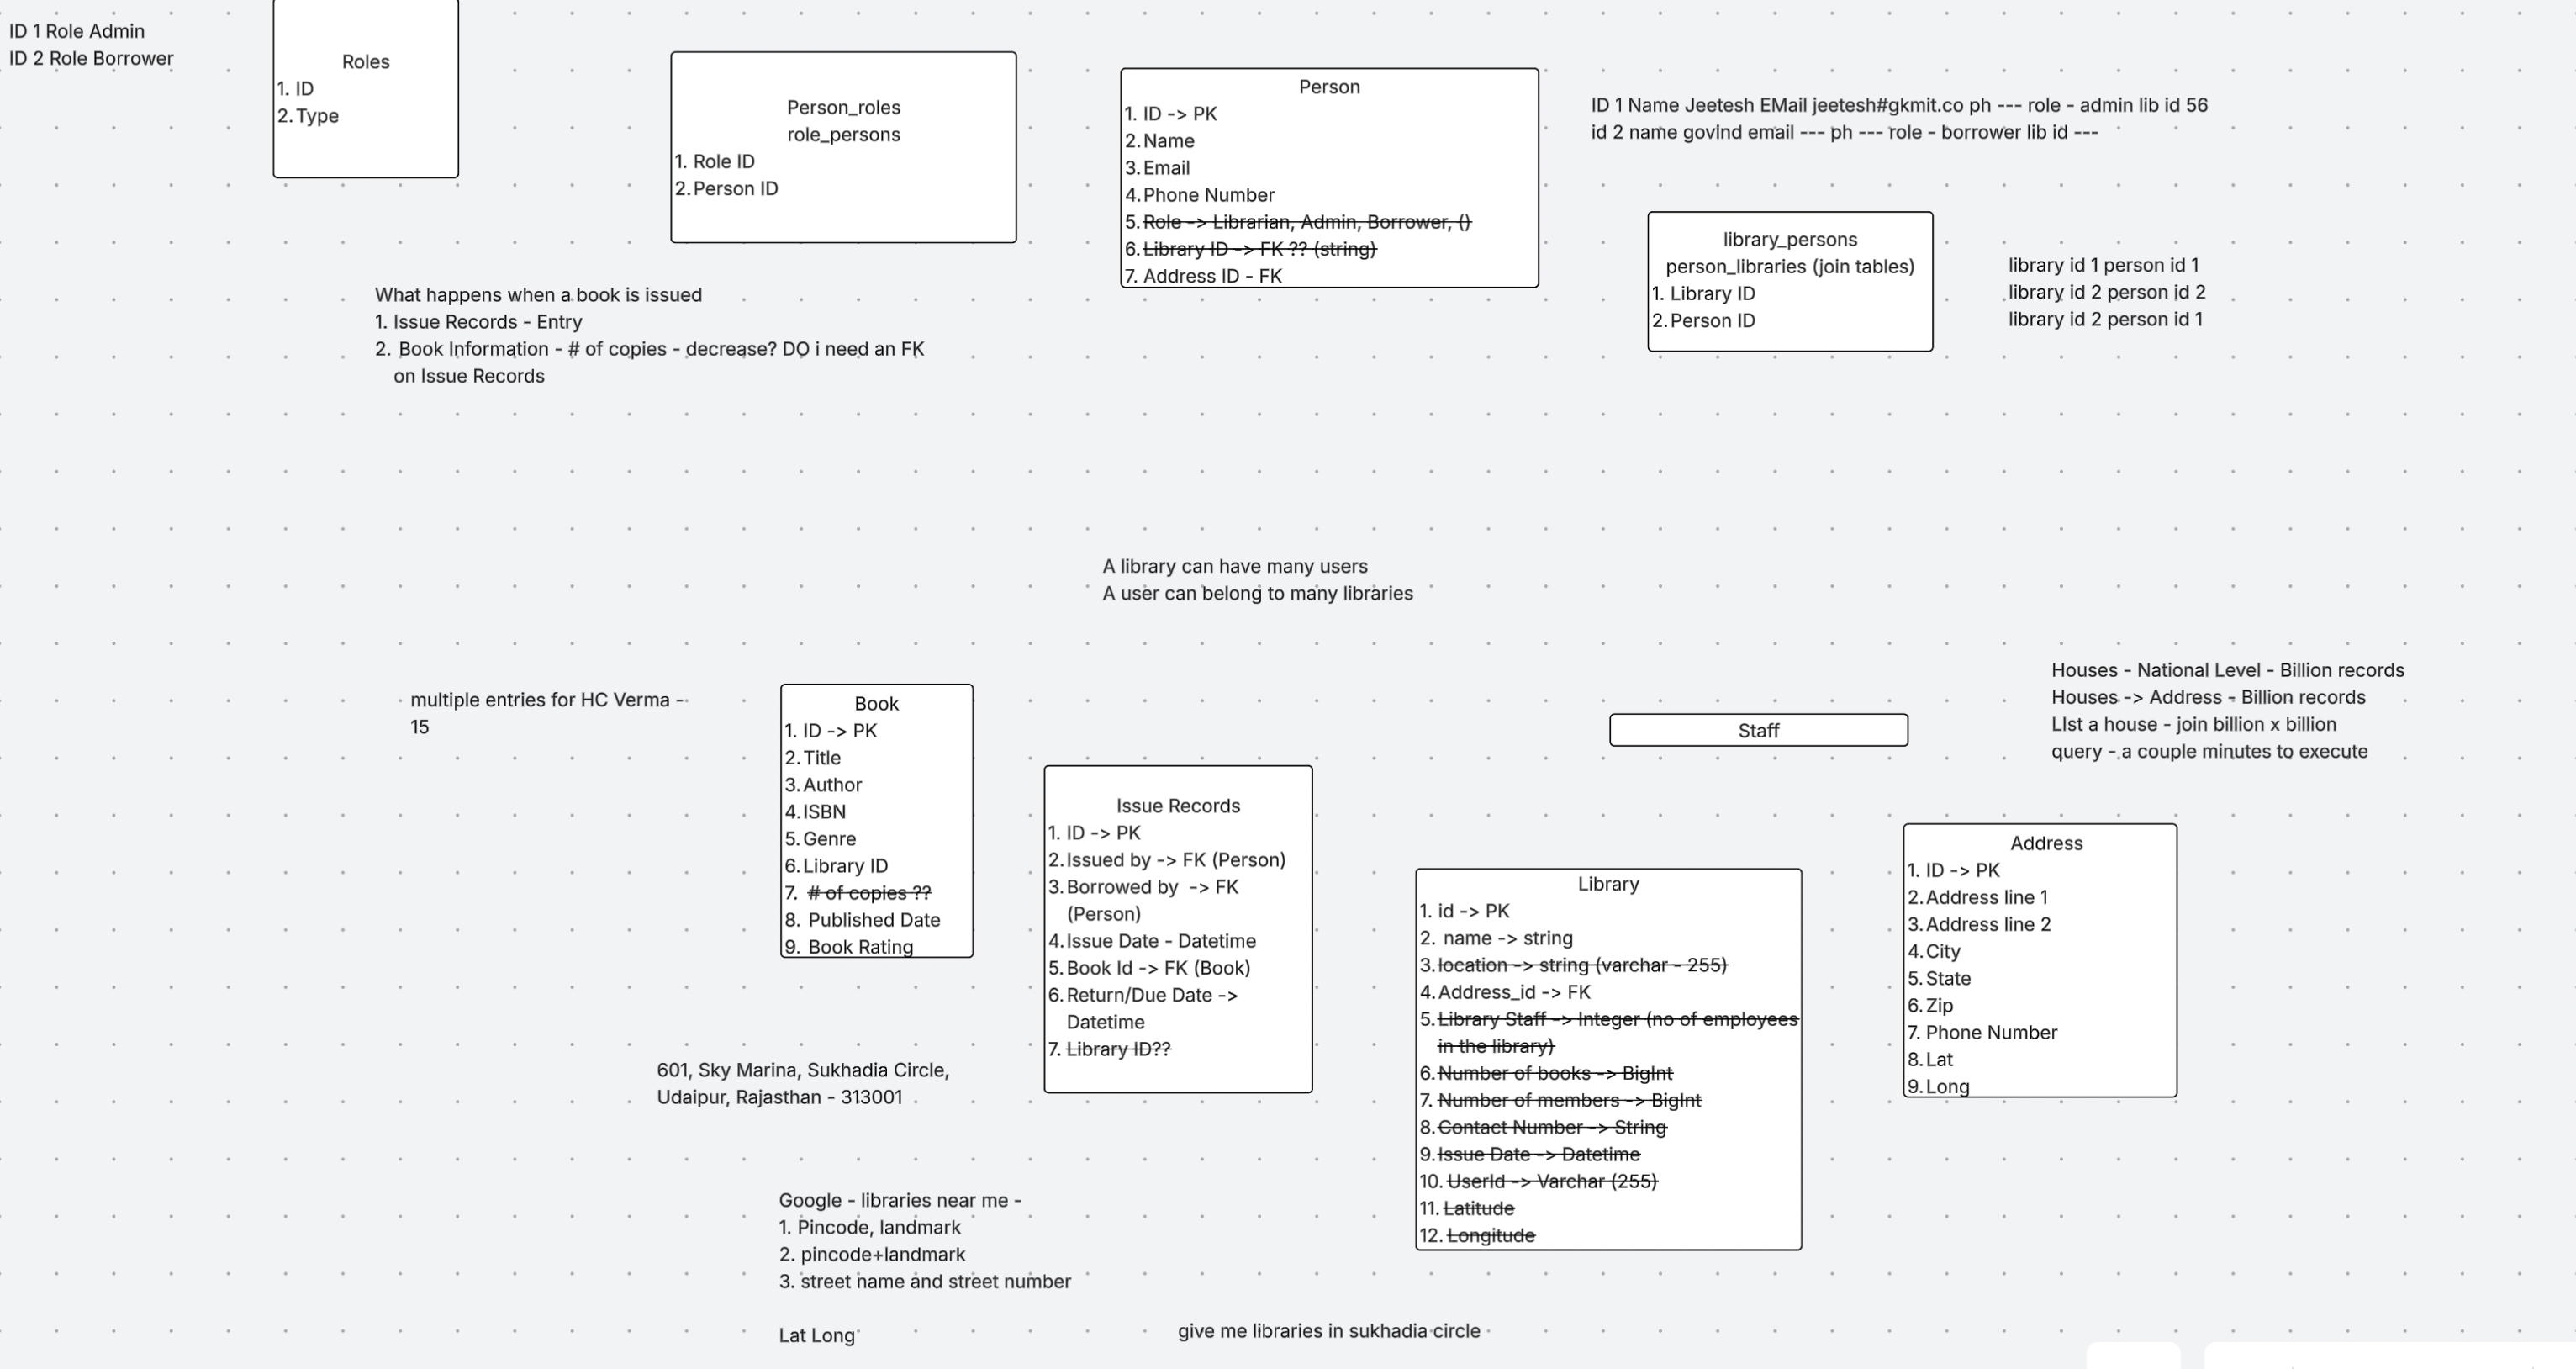 ID 1 Role Admin
ID 2 Role Borrower
Roles
1. ID
2. Type
Person_roles
role_persons
1. Role ID
2. Person ID
Person
1. ID -> PK
2. Name
3. Email
4. Phone Number
5. Role -> Librarian, Admin, Borrower, ()
6. Library ID -> FK ?? (string)
7. Address ID - FK
ID 1 Name Jeetesh EMail jeetesh#gkmit.co ph --- role - admin lib id 56
id 2 name govind email --- ph --- role - borrower lib id ---
library_persons
person_libraries (join tables)
1. Library ID
2. Person ID
library id 1 person id 1
library id 2 person id 2
library id 2 person id 1
What happens when a book is issued
1. Issue Records - Entry
2. Book Information - # of copies - decrease? DO i need an FK
on Issue Records
A library can have many users
A user can belong to many libraries
multiple entries for HC Verma -
15
Book
1. ID -> PK
2. Title
3. Author
4. ISBN
5. Genre
6. Library ID
7. # of copies ??
8. Published Date
9. Book Rating
Issue Records
1. ID -> PK
2. Issued by -> FK (Person)
3. Borrowed by -> FK
(Person)
4. Issue Date - Datetime
5. Book Id -> FK (Book)
6. Return/Due Date ->
Datetime
7. Library ID??
Staff
Houses - National Level - Billion records
Houses -> Address - Billion records
LIst a house - join billion x billion
query - a couple minutes to execute
Library
1. id -> PK
2. name -> string
3. location -> string (varchar - 255)
4. Address_id -> FK
5. Library Staff -> Integer (no of employees
in the library)
6. Number of books -> BigInt
7. Number of members -> BigInt
8. Contact Number -> String
9. Issue Date -> Datetime
10. UserId -> Varchar (255)
11. Latitude
12. Longitude
Address
1. ID -> PK
2. Address line 1
3. Address line 2
4. City
5. State
6. Zip
7. Phone Number
8. Lat
9. Long
601, Sky Marina, Sukhadia Circle,
Udaipur, Rajasthan - 313001
Google - libraries near me -
1. Pincode, landmark
2. pincode+landmark
3. street name and street number
Lat Long
give me libraries in sukhadia circle